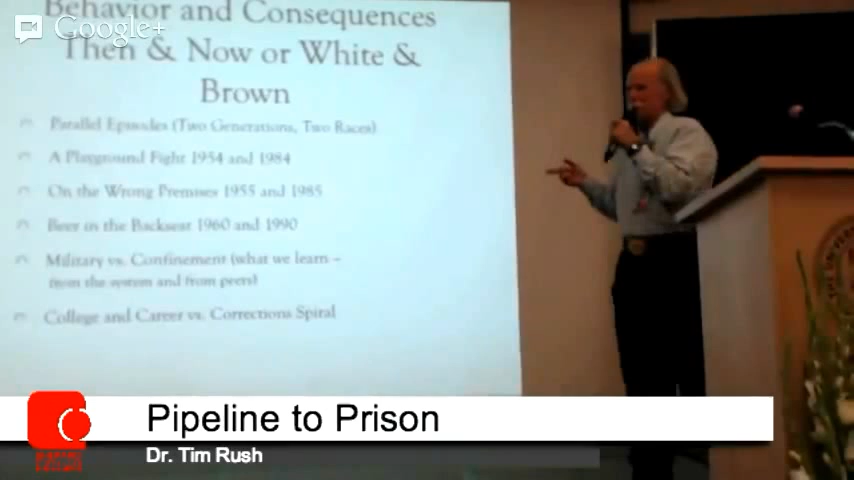 Behavior and Consequences
Google+
Then & Now or White &
Brown
Parallel Episodes (Two Generations, Two Races)
A Playground Fight 1954 and 1984
On the Wrong Premises 1955 and 1985
Beer in the Backseat 1960 and 1990
Military vs. Confinement (what we learn –
from the system and from peers)
College and Career vs. Corrections Spiral
Pipeline to Prison
Dr. Tim Rush